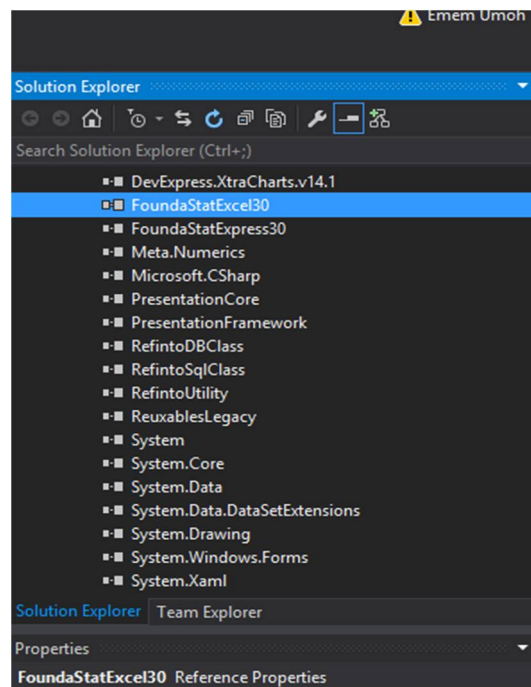 Emem Umoh
Solution Explorer
Search Solution Explorer (Ctrl+;)
DevExpress.XtraCharts.v14.1
FoundaStatExcel30
FoundaStatExpress30
Meta.Numerics
Microsoft.CSharp
PresentationCore
PresentationFramework
RefintoDBClass
RefintoSqlClass
RefintoUtility
ReuxablesLegacy
System
System.Core
System.Data
System.Data.DataSetExtensions
System.Drawing
System.Windows.Forms
System.Xaml
Solution Explorer Team Explorer
Properties
FoundaStatExcel30 Reference Properties